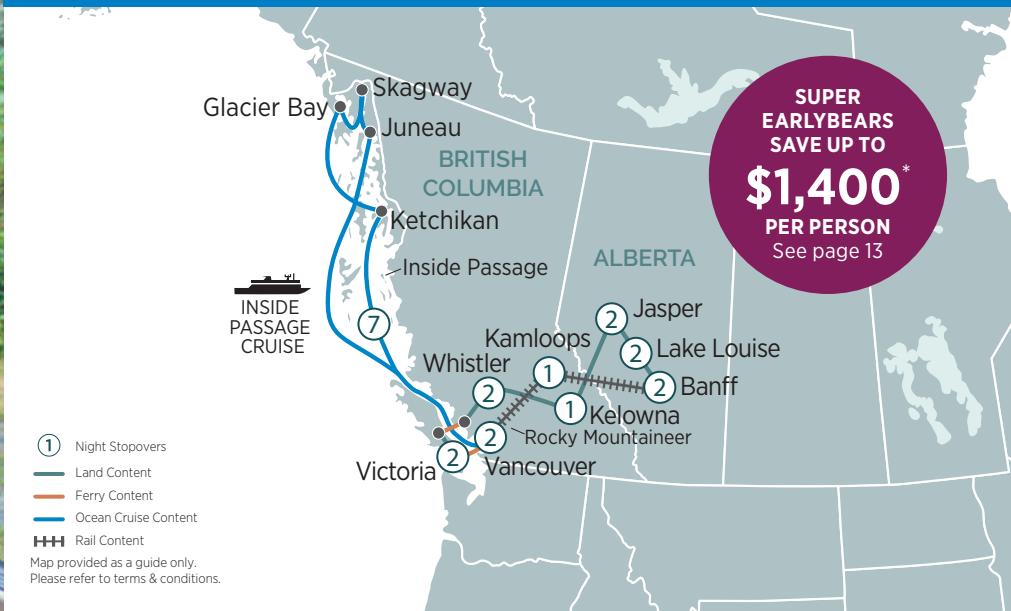 Skagway
Glacier Bay
Juneau
BRITISH
COLUMBIA
Ketchikan
Inside Passage
INSIDE
PASSAGE
CRUISE
7
SUPER
EARLYBEARS
SAVE UP TO
$1,400*
PER PERSON
See page 13
ALBERTA
2 Jasper
Kamloops
1
2 Lake Louise
Whistler
2
2 Banff
1
Kelowna
Rocky Mountaineer
2
Vancouver
Victoria 2
1 Night Stopovers
Land Content
Ferry Content
Ocean Cruise Content
Rail Content
Map provided as a guide only.
Please refer to terms & conditions.